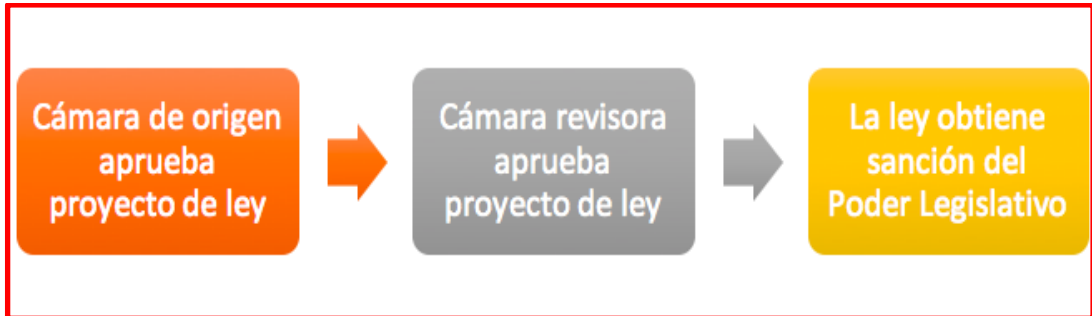 Cámara de origen
aprueba
proyecto de ley
Cámara revisora
aprueba
proyecto de ley
La ley obtiene
sanción del
Poder Legislativo